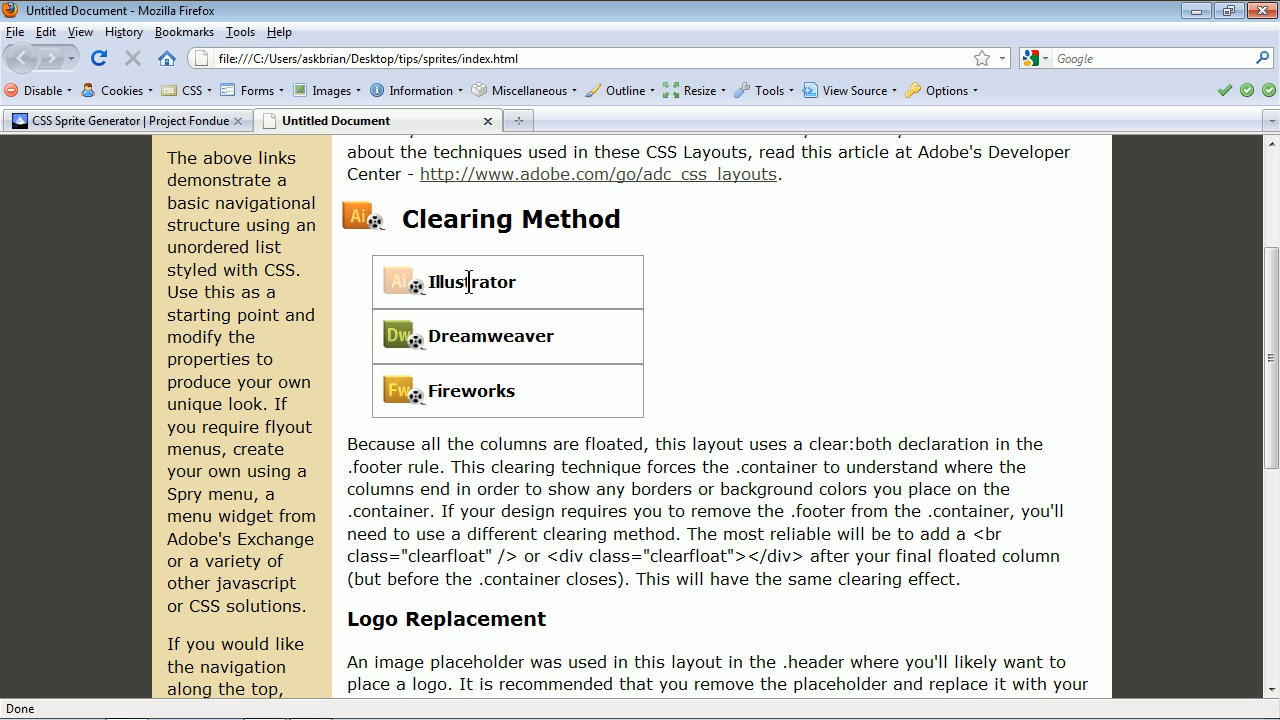 Untitled Document - Mozilla Firefox
File Edit View History Bookmarks Tools Help
file:///C:/Users/askbrian/Desktop/tips/sprites/index.html
Google
Disable Cookies CSS Forms Images Information Miscellaneous Outline Resize Tools View Source Options
CSS Sprite Generator | Project Fondue
Untitled Document
The above links
demonstrate a
basic navigational
structure using an
unordered list
styled with CSS.
Use this as a
starting point and
modify the
properties to
produce your own
unique look. If
you require flyout
menus, create
your own using a
Spry menu, a
menu widget from
Adobe's Exchange
or a variety of
other javascript
or CSS solutions.
If you would like
the navigation
along the top,
about the techniques used in these CSS Layouts, read this article at Adobe's Developer
Center - http://www.adobe.com/go/adc_css_layouts.
Ai Clearing Method
Ai Illustrator
Dw Dreamweaver
Fw Fireworks
Because all the columns are floated, this layout uses a clear:both declaration in the
.footer rule. This clearing technique forces the .container to understand where the
columns end in order to show any borders or background colors you place on the
.container. If your design requires you to remove the .footer from the .container, you'll
need to use a different clearing method. The most reliable will be to add a <br
class="clearfloat" /> or <div class="clearfloat"></div> after your final floated column
(but before the .container closes). This will have the same clearing effect.
Logo Replacement
An image placeholder was used in this layout in the .header where you'll likely want to
place a logo. It is recommended that you remove the placeholder and replace it with your
Done